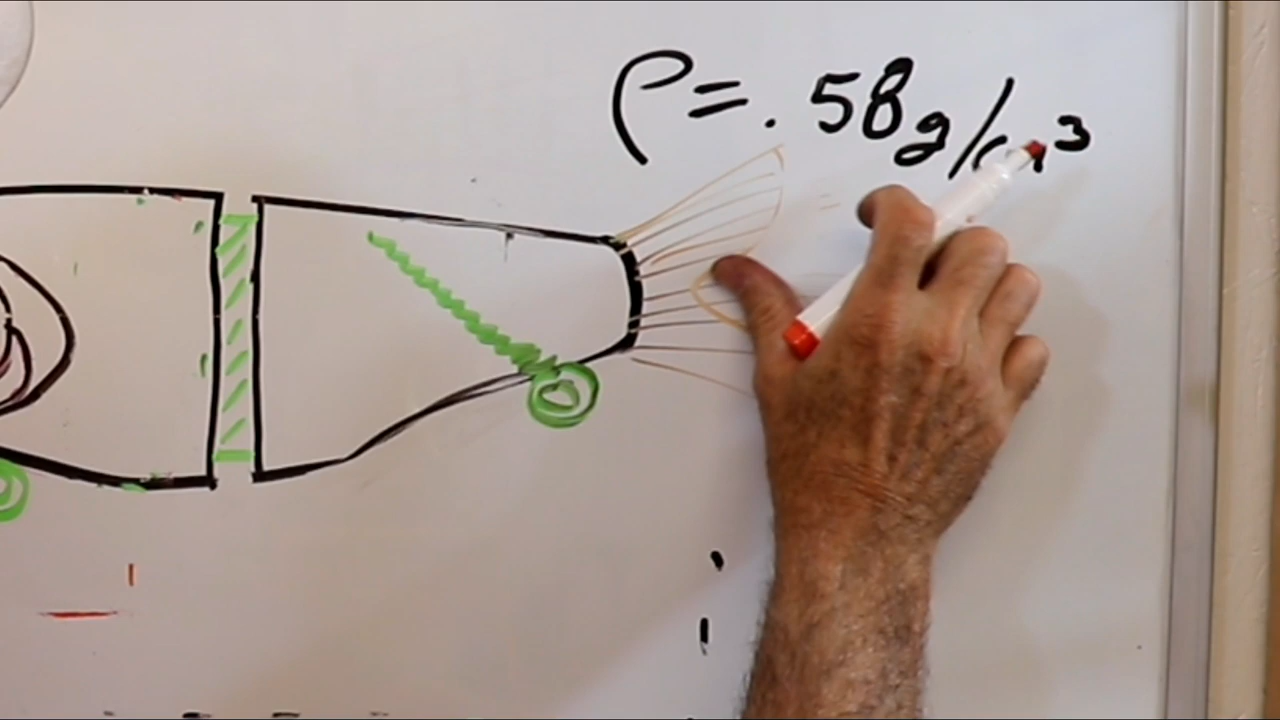 ρ = .58g/cm³